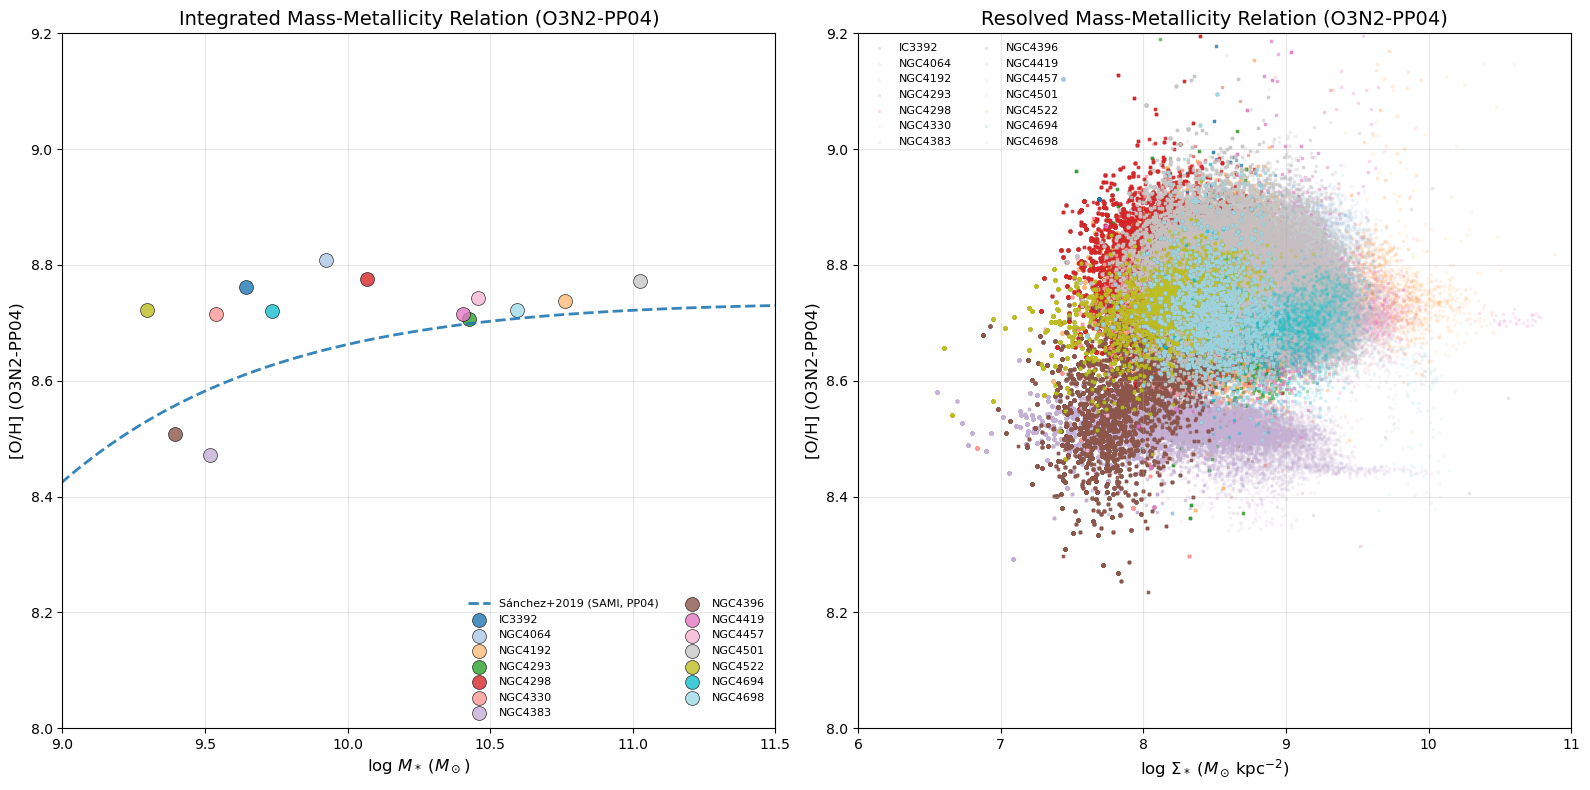 Integrated Mass-Metallicity Relation (O3N2-PP04)
[O/H] (O3N2-PP04)
9.2
9.0
8.8
8.6
8.4
8.2
8.0
9.0 9.5 10.0 10.5 11.0 11.5
log M* (M⊙)
Sánchez+2019 (SAMI, PP04)
IC3392
NGC4064
NGC4192
NGC4293
NGC4298
NGC4330
NGC4383
NGC4396
NGC4419
NGC4457
NGC4501
NGC4522
NGC4694
NGC4698
Resolved Mass-Metallicity Relation (O3N2-PP04)
[O/H] (O3N2-PP04)
9.2
9.0
8.8
8.6
8.4
8.2
8.0
IC3392
NGC4064
NGC4192
NGC4293
NGC4298
NGC4330
NGC4383
NGC4396
NGC4419
NGC4457
NGC4501
NGC4522
NGC4694
NGC4698
6 7 8 9 10 11
log Σ* (M⊙ kpc⁻²)